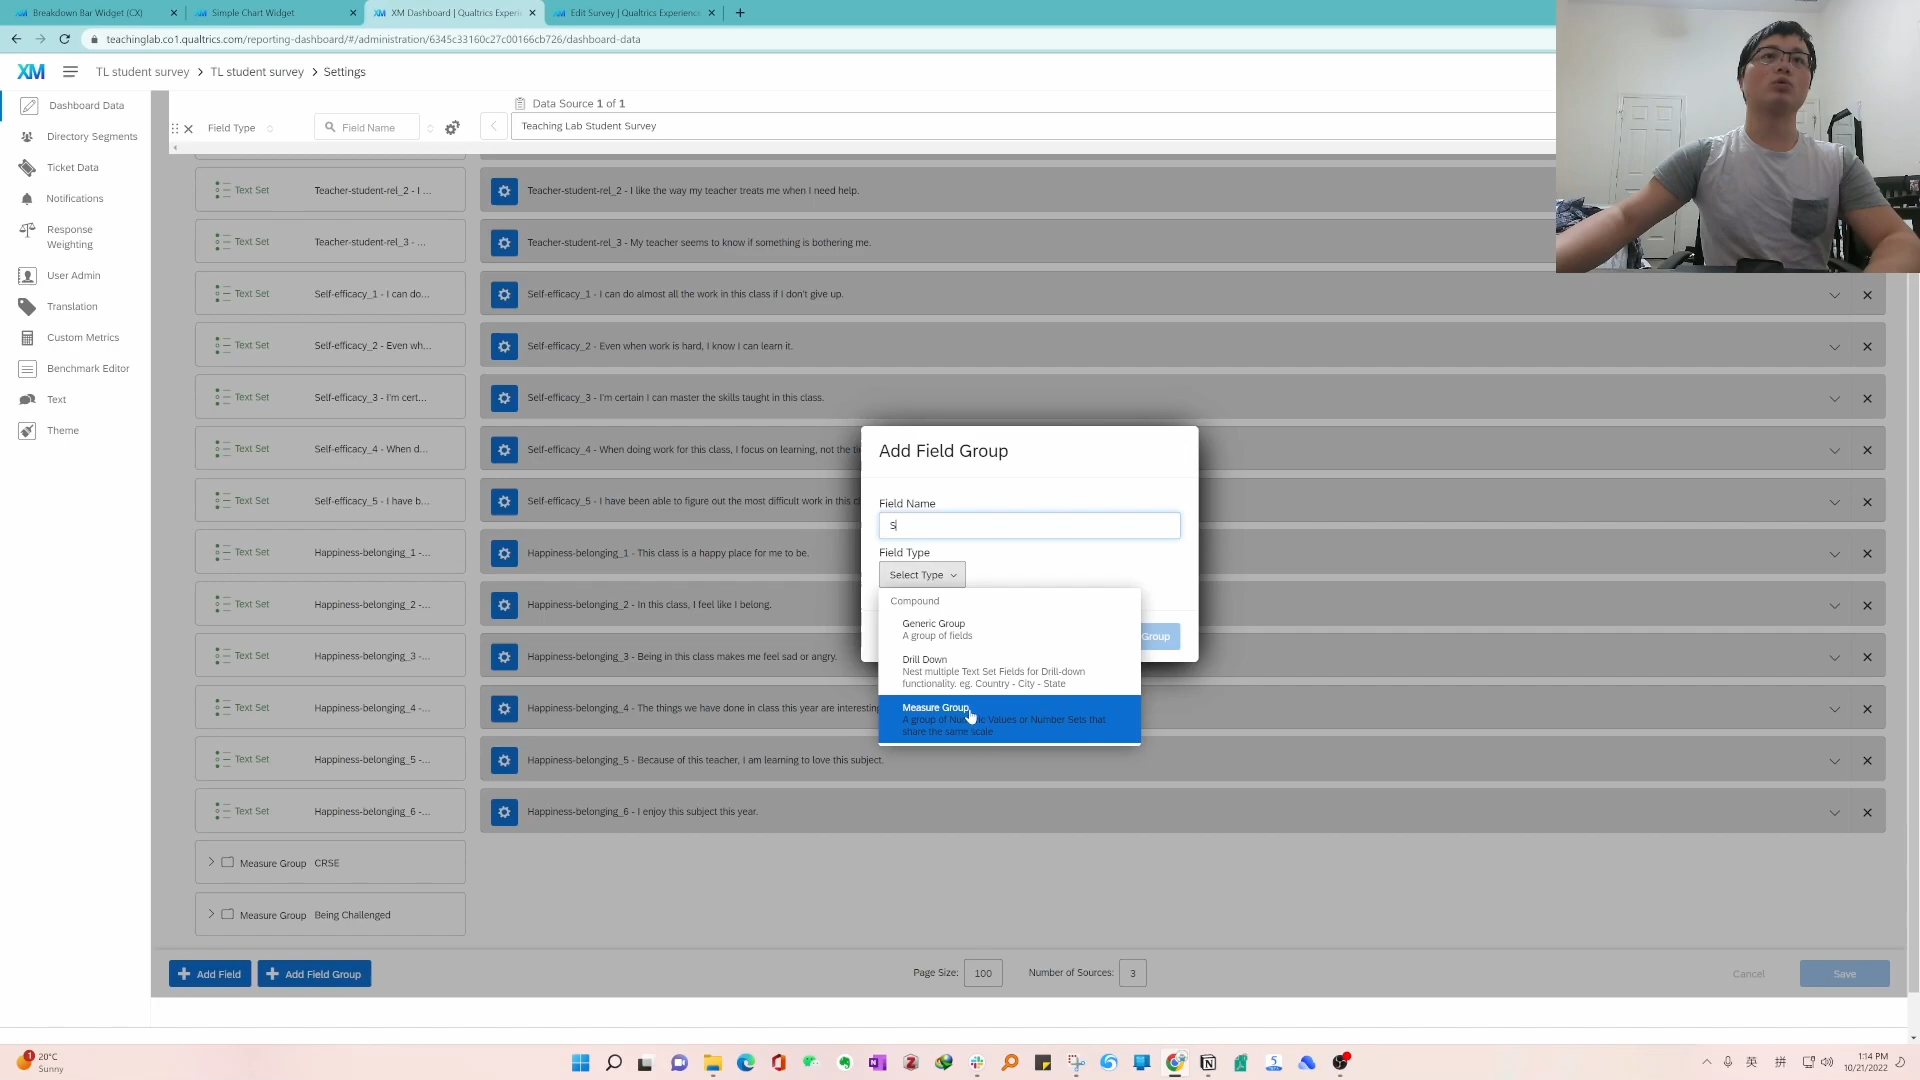 Breakdown Bar Widget (CX)
Simple Chart Widget
XM Dashboard | Qualtrics Experie
Edit Survey | Qualtrics Experience
teachinglab.co1.qualtrics.com/reporting-dashboard/#/administration/6345c33160c27c00166cb726/dashboard-data
XM TL student survey > TL student survey > Settings
Dashboard Data
Directory Segments
Ticket Data
Notifications
Response
Weighting
User Admin
Translation
Custom Metrics
Benchmark Editor
Text
Theme
Data Source 1 of 1
Field Type
Field Name
Teaching Lab Student Survey
Text Set Teacher-student-rel_2 - I ... Teacher-student-rel_2 - I like the way my teacher treats me when I need help.
Text Set Teacher-student-rel_3 - ... Teacher-student-rel_3 - My teacher seems to know if something is bothering me.
Text Set Self-efficacy_1 - I can do... Self-efficacy_1 - I can do almost all the work in this class if I don't give up.
Text Set Self-efficacy_2 - Even wh... Self-efficacy_2 - Even when work is hard, I know I can learn it.
Text Set Self-efficacy_3 - I'm cert... Self-efficacy_3 - I'm certain I can master the skills taught in this class.
Text Set Self-efficacy_4 - When d... Self-efficacy_4 - When doing work for this class, I focus on learning, not the
Text Set Self-efficacy_5 - I have b... Self-efficacy_5 - I have been able to figure out the most difficult work in this
Text Set Happiness-belonging_1 -... Happiness-belonging_1 - This class is a happy place for me to be.
Text Set Happiness-belonging_2 -... Happiness-belonging_2 - In this class, I feel like I belong.
Text Set Happiness-belonging_3 -... Happiness-belonging_3 - Being in this class makes me feel sad or angry.
Text Set Happiness-belonging_4 -... Happiness-belonging_4 - The things we have done in class this year are interesting
Text Set Happiness-belonging_5 -... Happiness-belonging_5 - Because of this teacher, I am learning to love this subject.
Text Set Happiness-belonging_6 -... Happiness-belonging_6 - I enjoy this subject this year.
Measure Group CRSE
Measure Group Being Challenged
Add Field Group
Field Name
S
Field Type
Select Type
Compound
Generic Group
A group of fields
Drill Down
Nest multiple Text Set Fields for Drill-down
functionality. eg. Country - City - State
Measure Group
A group of Numeric Values or Number Sets that
share the same scale
Group
Add Field
Add Field Group
Page Size: 100
Number of Sources: 3
Cancel
Save
1
20°C
Sunny
英
拼
1:14 PM
10/21/2022